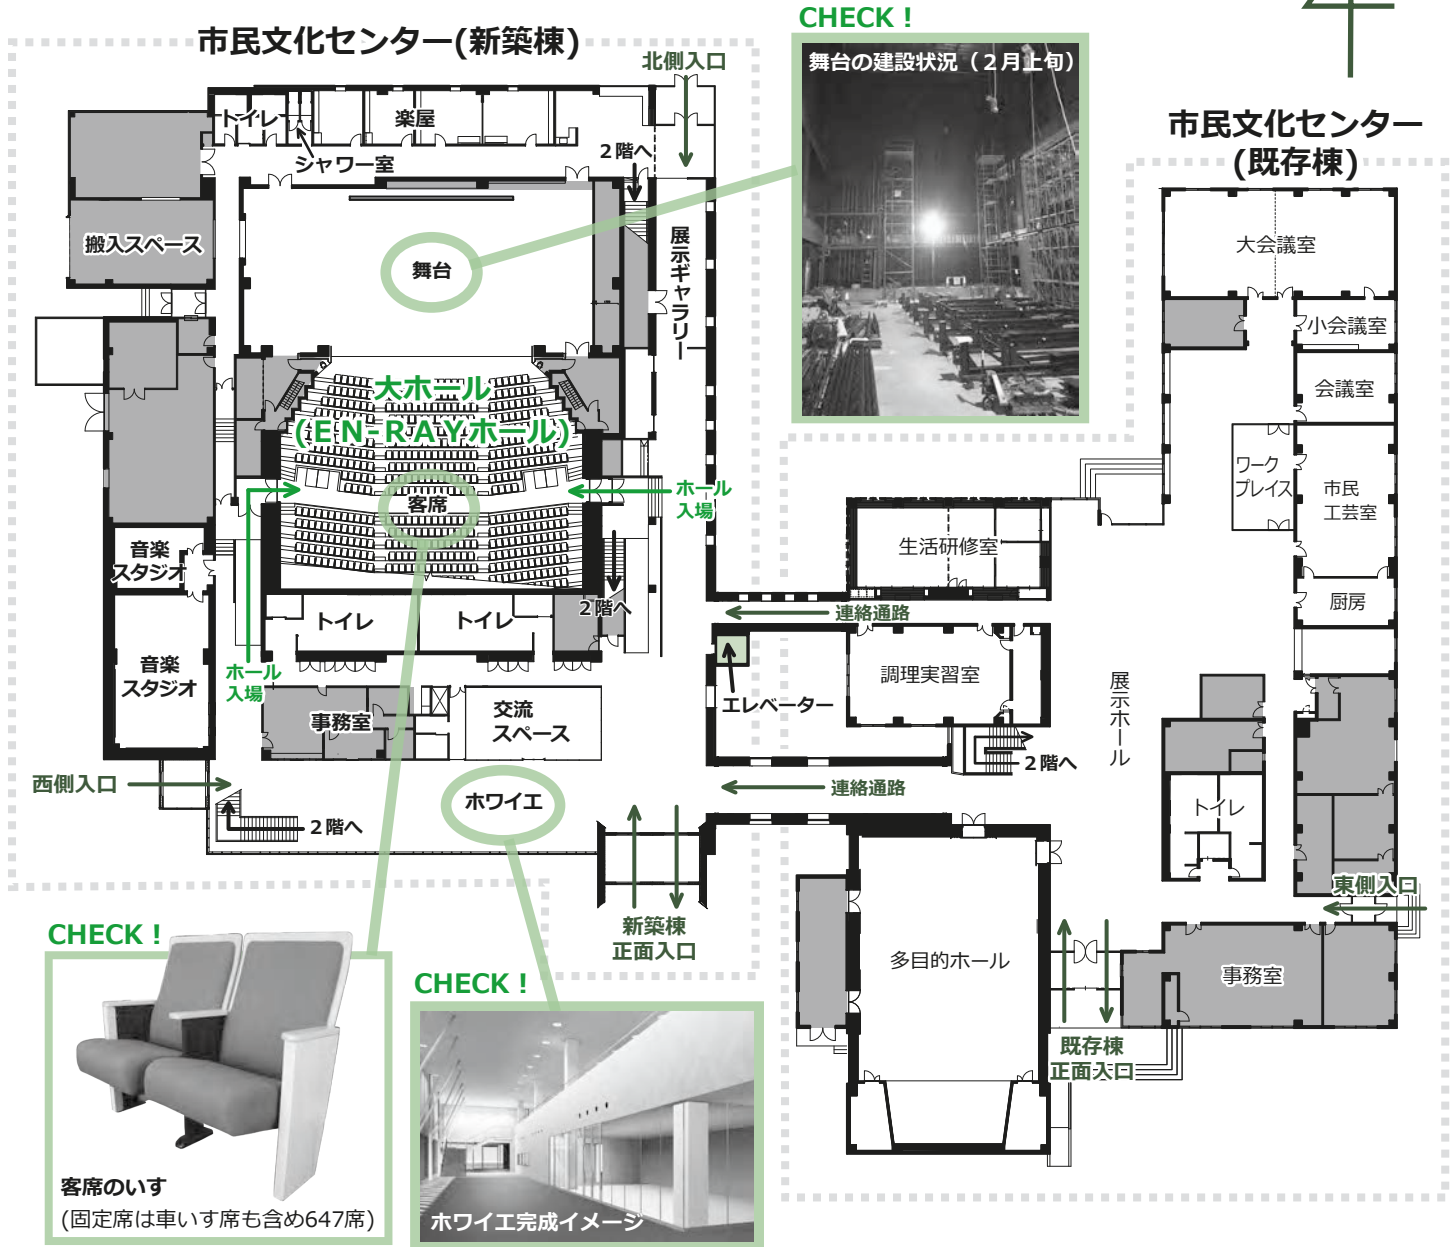 CHECK！
市民文化センター(新築棟)
北側入口
舞台の建設状況（２月上旬）
市民文化センター
(既存棟)
トイレ
楽屋
シャワー室
２階へ
搬入スペース
舞台
展示ギャラリー
大ホール
(ＥＮ-ＲＡＹホール)
客席
ホール
入場
ホール
入場
音楽
スタジオ
音楽
スタジオ
トイレ
トイレ
２階へ
事務室
交流
スペース
西側入口
２階へ
ホワイエ
新築棟
正面入口
連絡通路
エレベーター
連絡通路
大会議室
小会議室
会議室
ワーク
プレイス
市民
工芸室
厨房
生活研修室
調理実習室
２階へ
展示ホール
トイレ
東側入口
事務室
多目的ホール
既存棟
正面入口
CHECK！
客席のいす
(固定席は車いす席も含め647席)
CHECK！
ホワイエ完成イメージ